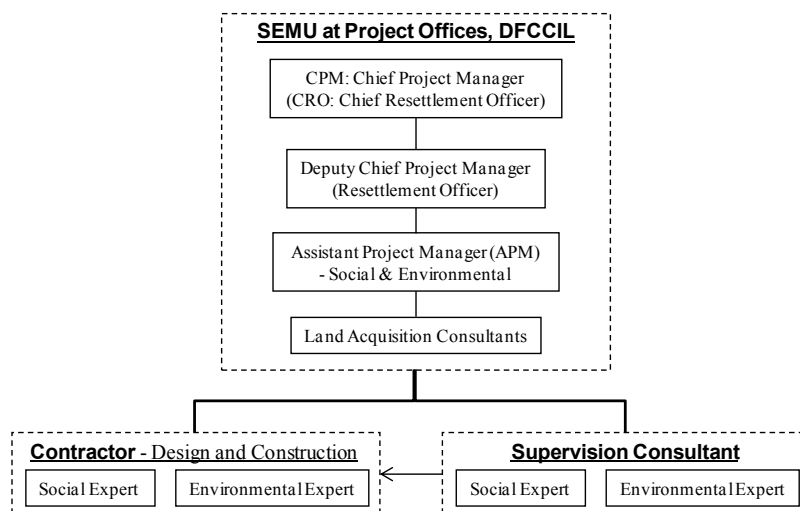 SEMU at Project Offices, DFCCIL
CPM: Chief Project Manager
(CRO: Chief Resettlement Officer)
Deputy Chief Project Manager
(Resettlement Officer)
Assistant Project Manager (APM)
- Social & Environmental
Land Acquisition Consultants
Contractor - Design and Construction
Social Expert
Environmental Expert
Supervision Consultant
Social Expert
Environmental Expert